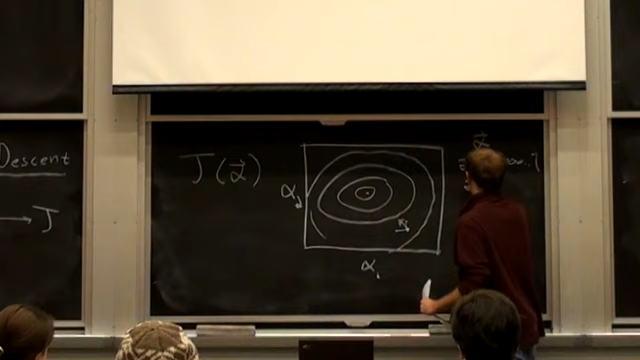 Descent
→ J
J(α⃗)
α₂
α₁
α⃗